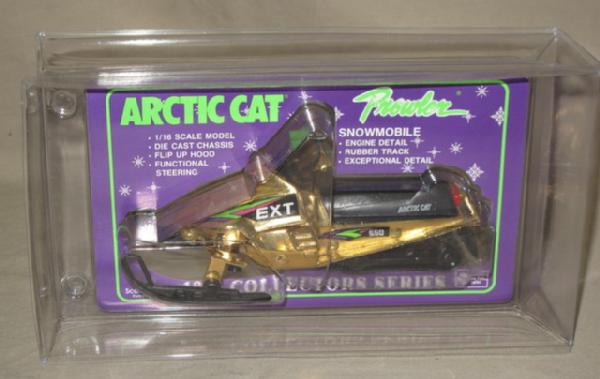 ARCTIC CAT
Prowler
• 1/16 SCALE MODEL
• DIE CAST CHASSIS
• FLIP UP HOOD
• FUNCTIONAL
STEERING
SNOWMOBILE
• ENGINE DETAIL
• RUBBER TRACK
• EXCEPTIONAL DETAIL
EXT
ARCTIC CAT
COLLECTORS SERIES